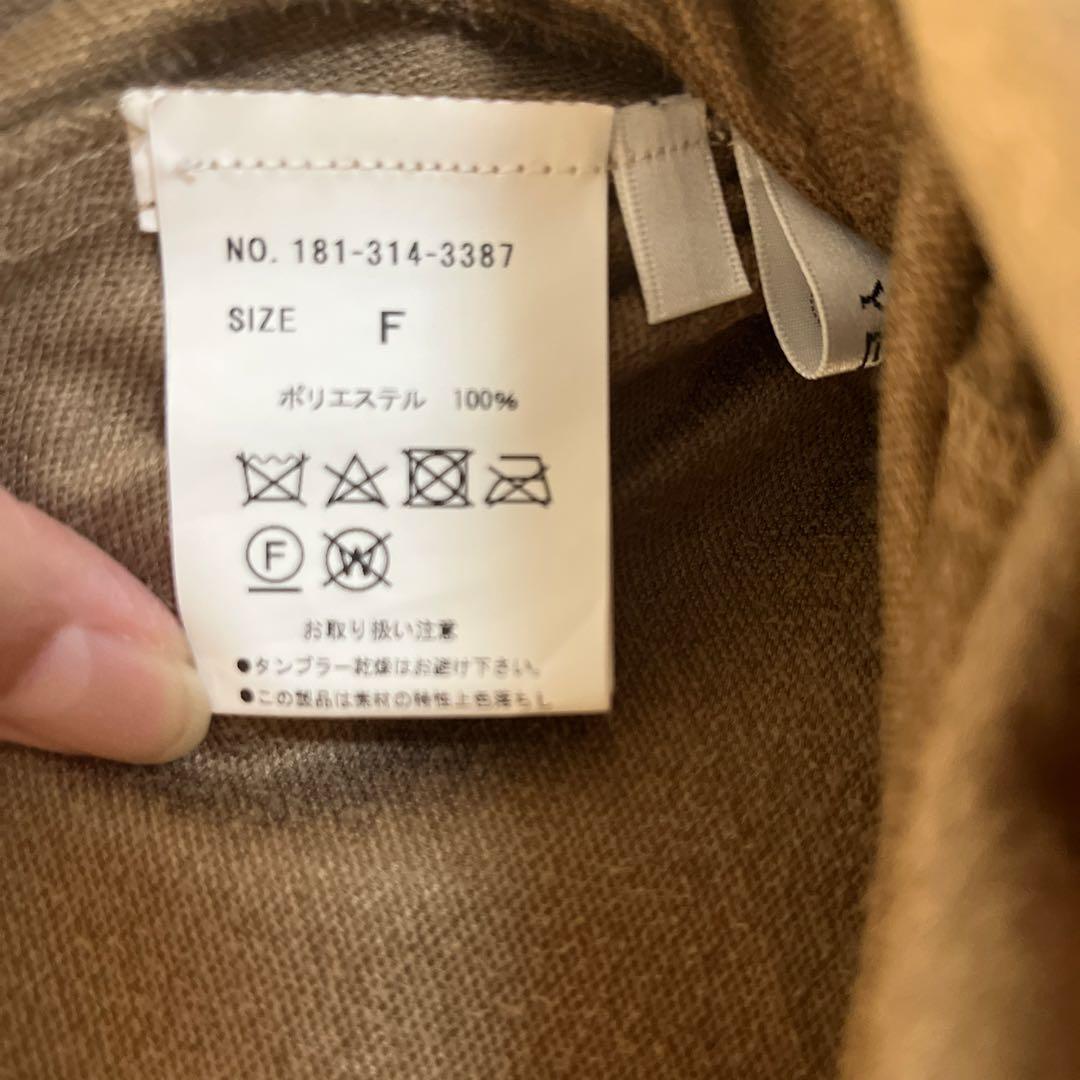 NO. 181-314-3387
SIZE F
ポリエステル 100%
F
W
お取り扱い注意
●タンブラー乾燥はお避け下さい。
●この製品は素材の特性上色落ちし